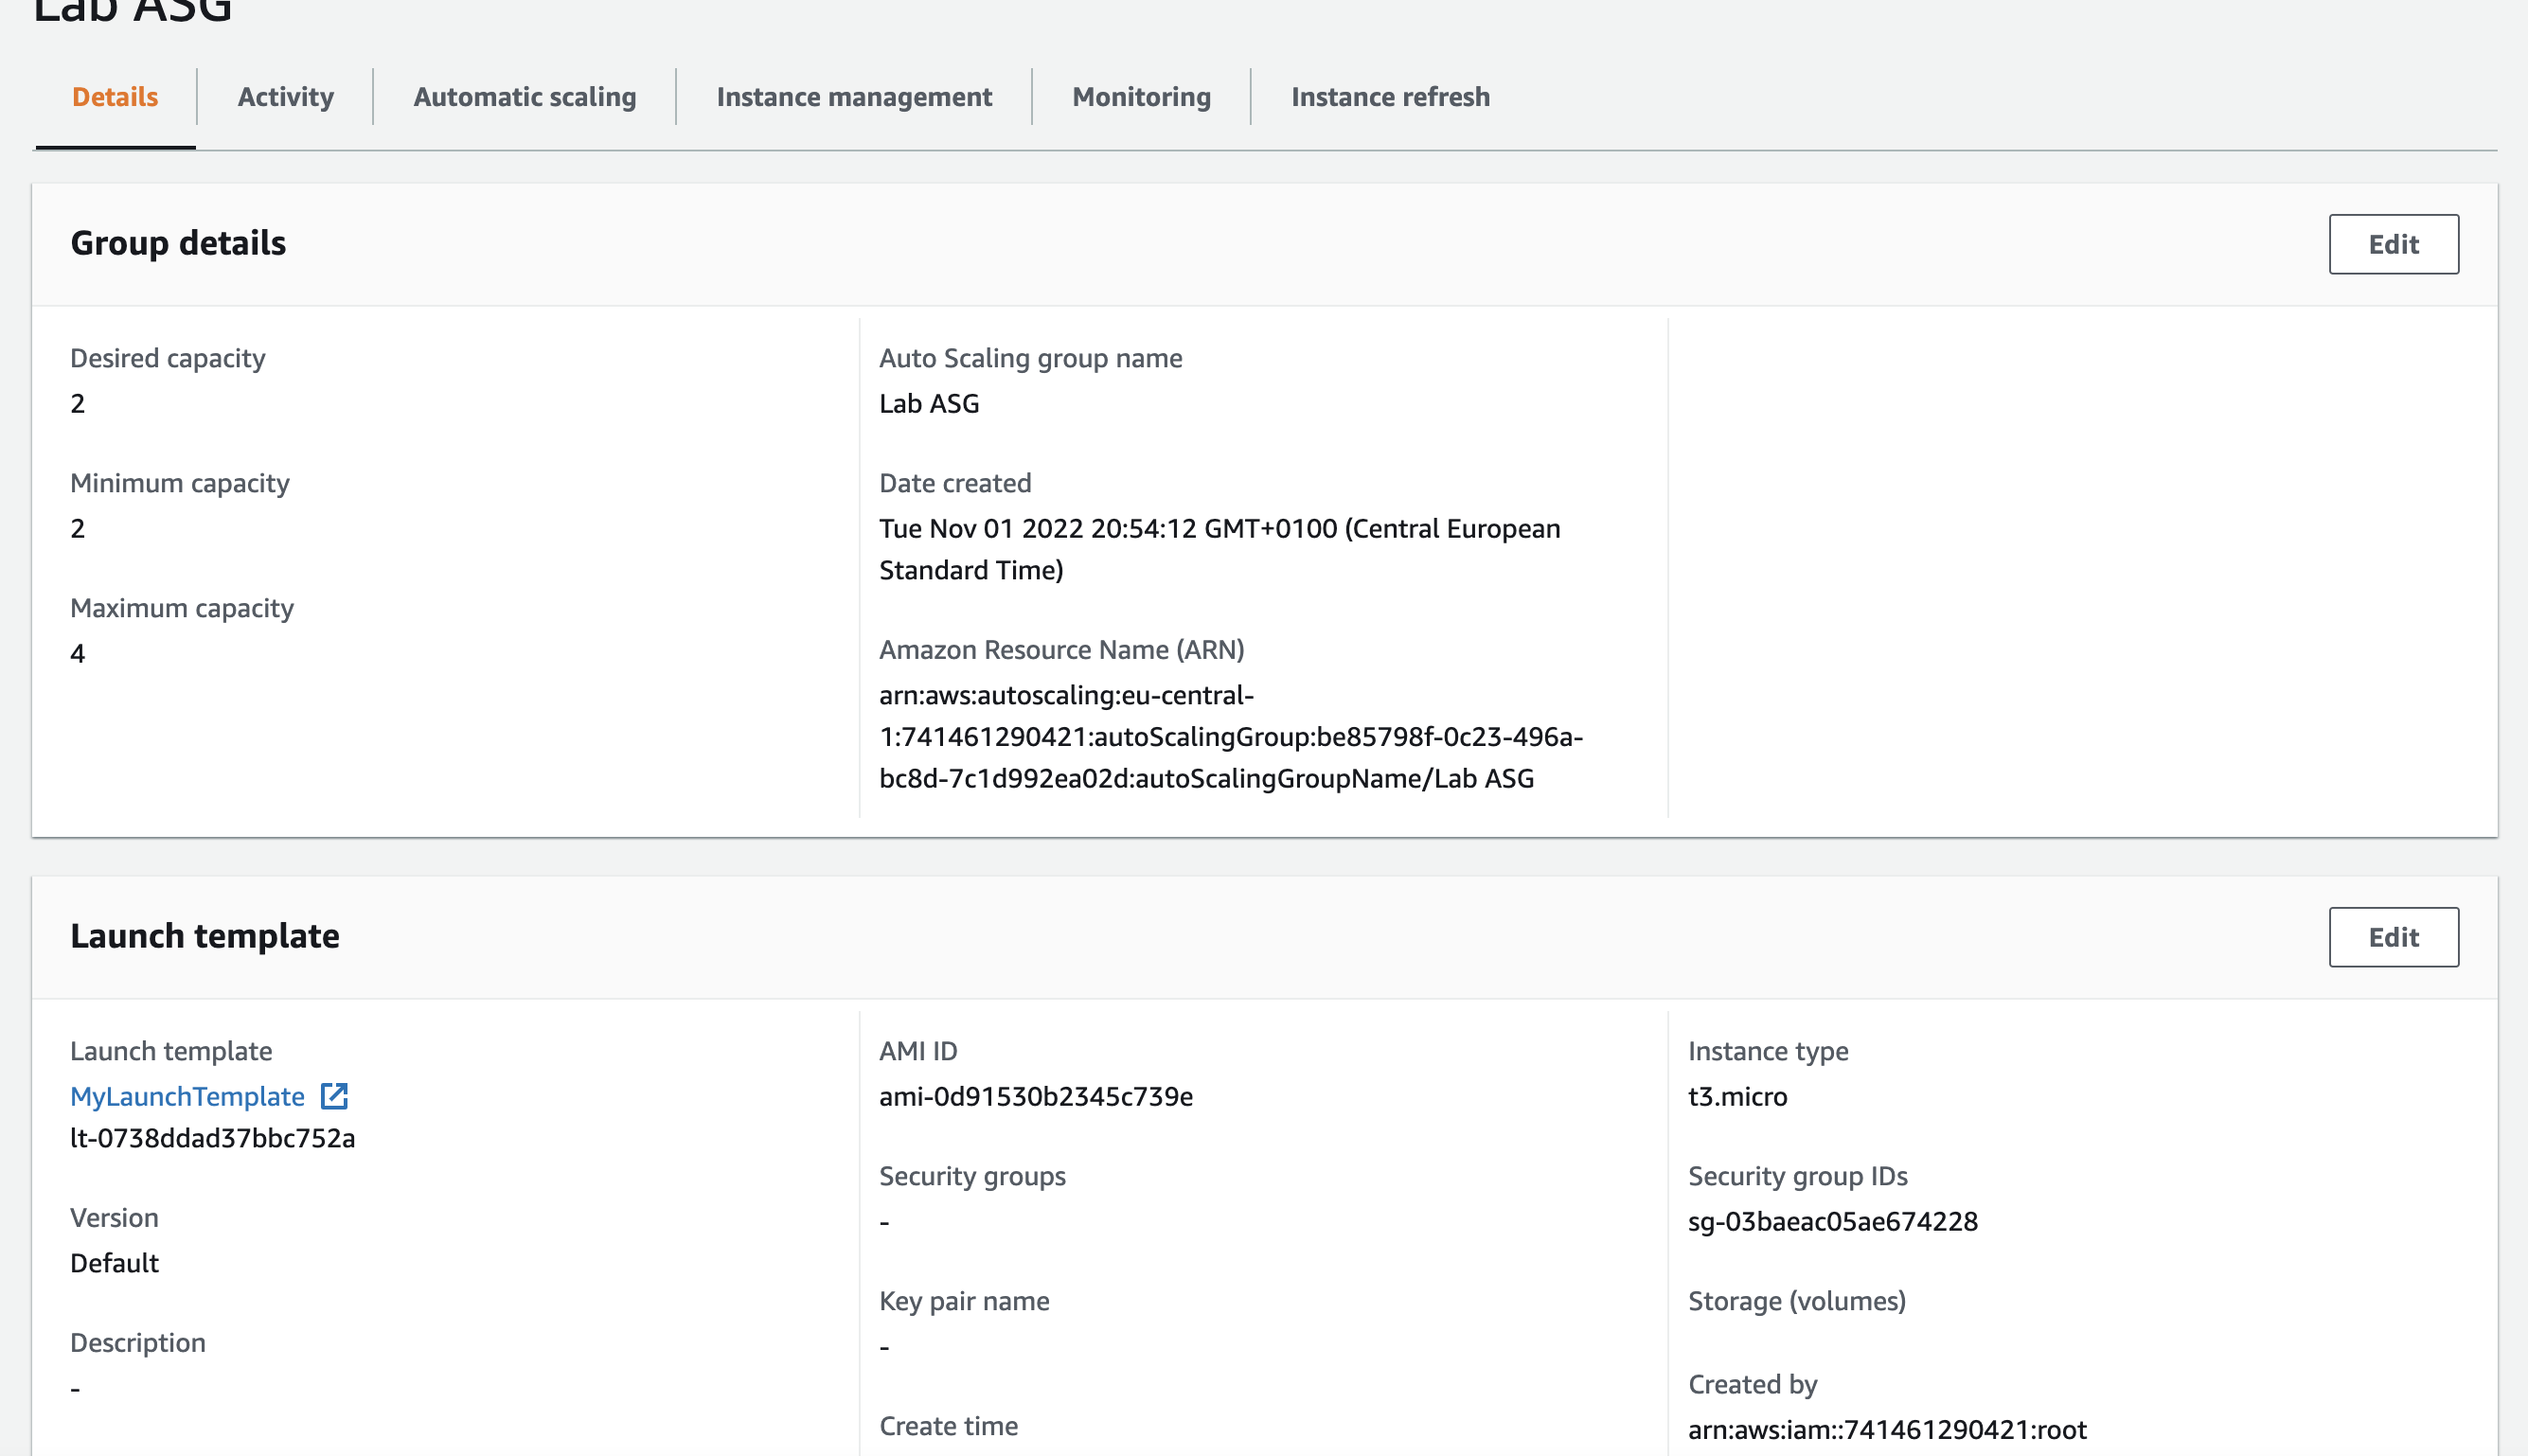 Lab ASG
Details
Activity
Automatic scaling
Instance management
Monitoring
Instance refresh
Group details
Edit
Desired capacity
2
Minimum capacity
2
Maximum capacity
4
Auto Scaling group name
Lab ASG
Date created
Tue Nov 01 2022 20:54:12 GMT+0100 (Central European
Standard Time)
Amazon Resource Name (ARN)
arn:aws:autoscaling:eu-central-
1:741461290421:autoScalingGroup:be85798f-0c23-496a-
bc8d-7c1d992ea02d:autoScalingGroupName/Lab ASG
Launch template
Edit
Launch template
MyLaunchTemplate
lt-0738ddad37bbc752a
Version
Default
Description
-
AMI ID
ami-0d91530b2345c739e
Security groups
-
Key pair name
-
Create time
Instance type
t3.micro
Security group IDs
sg-03baeac05ae674228
Storage (volumes)
Created by
arn:aws:iam::741461290421:root